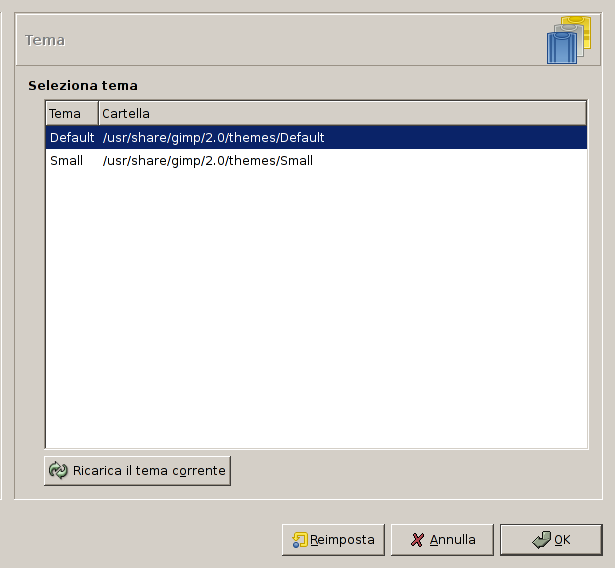 Tema
Seleziona tema
Tema Cartella
Default /usr/share/gimp/2.0/themes/Default
Small /usr/share/gimp/2.0/themes/Small
Ricarica il tema corrente
Reimposta Annulla OK